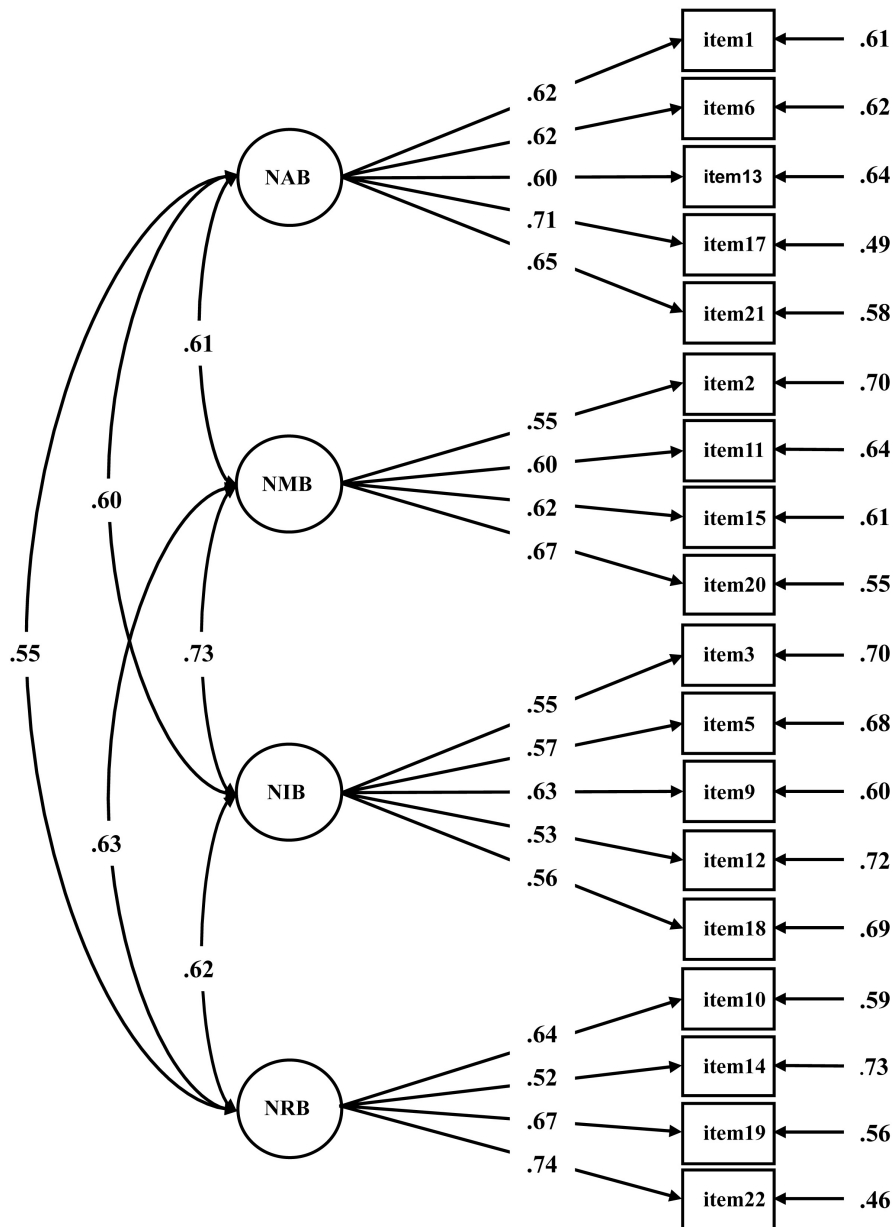 item1
.61
.62
item6
.62
.62
NAB
.60
item13
.64
.71
item17
.49
.65
item21
.58
.61
item2
.70
.55
item11
.64
.60
NMB
.60
.62
item15
.61
.67
item20
.55
.55
.73
item3
.70
.55
item5
.68
.57
NIB
.63
item9
.60
.63
.53
item12
.72
.56
item18
.69
.62
item10
.59
.64
item14
.73
.52
NRB
.67
item19
.56
.74
item22
.46